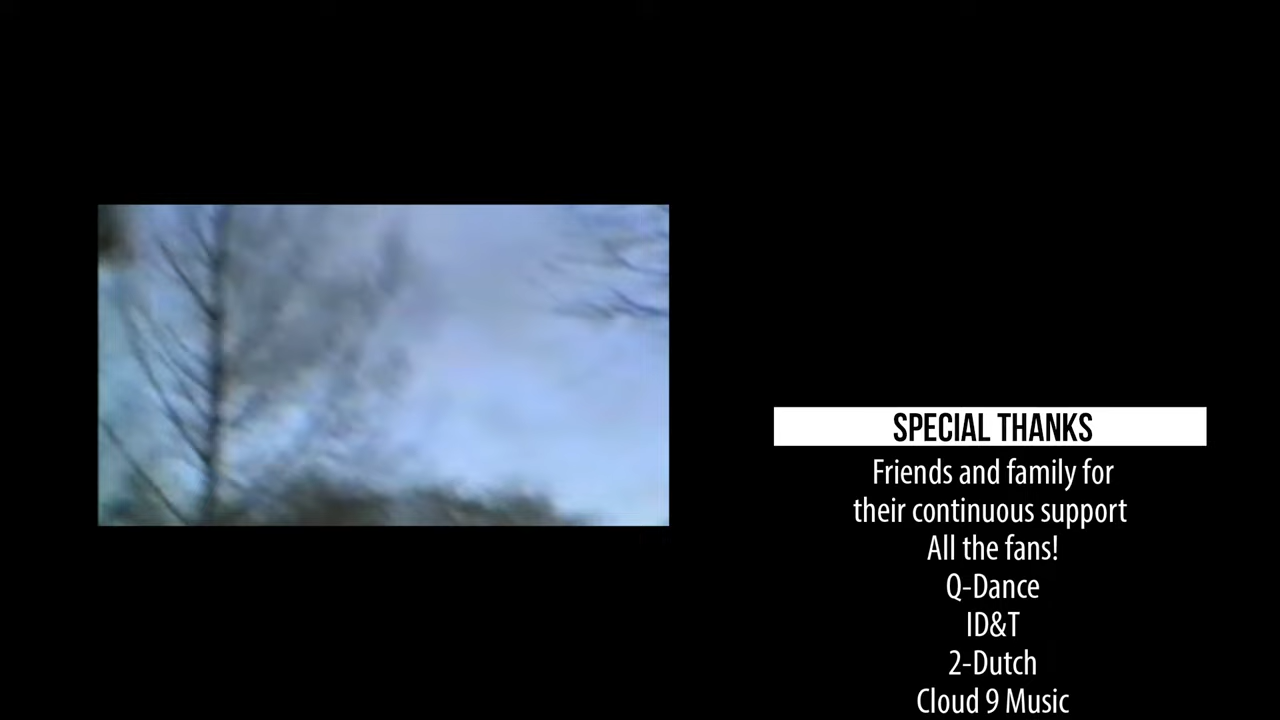 SPECIAL THANKS
Friends and family for
their continuous support
All the fans!
Q-Dance
ID&T
2-Dutch
Cloud 9 Music